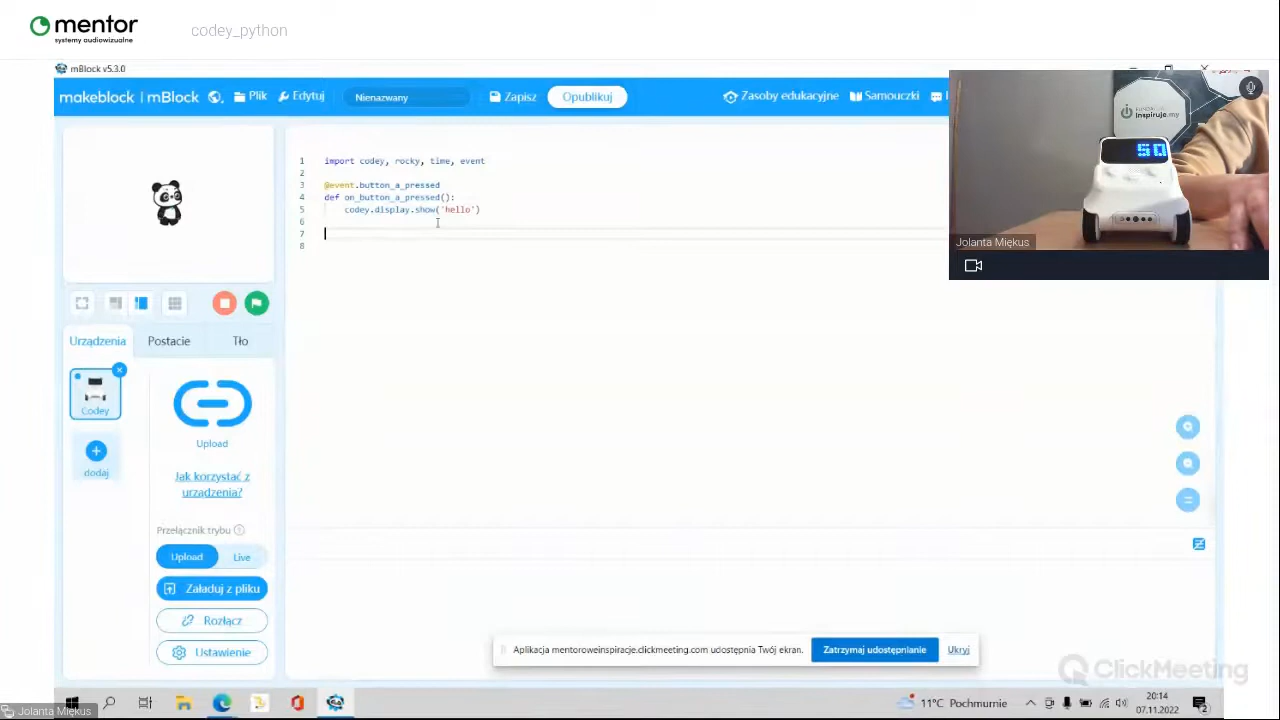 mentor
systemy audiowizualne
codey_python
mBlock v5.3.0
makeblock | mBlock
Plik
Edytuj
Nienazwany
Zapisz
Opublikuj
Zasoby edukacyjne
Samouczki
inspiruje.my
50
Jolanta Miękus
1 import codey, rocky, time, event
2
3 @event.button_a_pressed
4 def on_button_a_pressed():
5 codey.display.show('hello')
6
7
8
Urządzenia
Postacie
Tło
Codey
dodaj
Upload
Jak korzystać z
urządzenia?
Przełącznik trybu
Upload
Live
Załaduj z pliku
Rozłącz
Ustawienie
Aplikacja mentoroweinspiracje.clickmeeting.com udostępnia Twój ekran.
Zatrzymaj udostępnianie
Ukryj
ClickMeeting
Jolanta Miękus
11°C Pochmurnie
20:14
07.11.2022
2